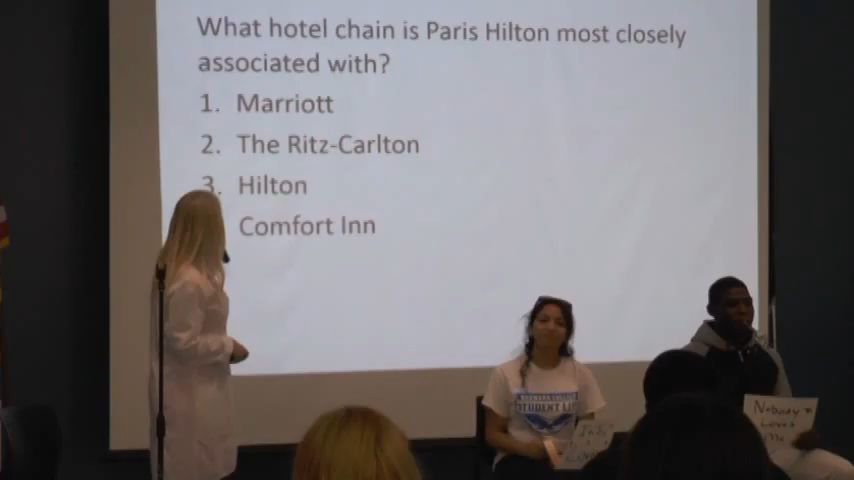 What hotel chain is Paris Hilton most closely
associated with?
1. Marriott
2. The Ritz-Carlton
3. Hilton
Comfort Inn
STUDENT
Nobody
Loves
Me